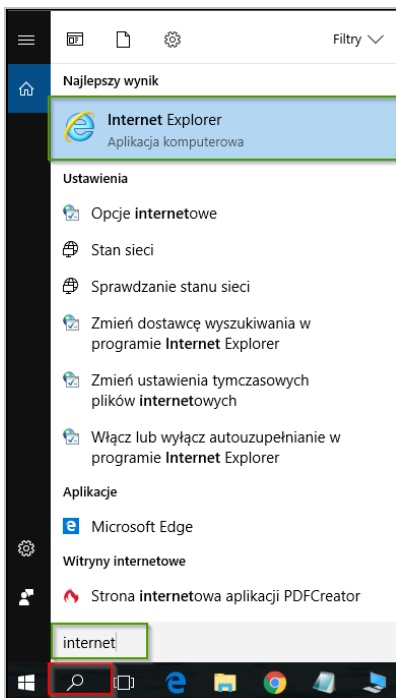 Filtry
Najlepszy wynik
Internet Explorer
Aplikacja komputerowa
Ustawienia
Opcje internetowe
Stan sieci
Sprawdzanie stanu sieci
Zmień dostawcę wyszukiwania w
programie Internet Explorer
Zmień ustawienia tymczasowych
plików internetowych
Włącz lub wyłącz autouzupełnianie w
programie Internet Explorer
Aplikacje
Microsoft Edge
Witryny internetowe
Strona internetowa aplikacji PDFCreator
internet